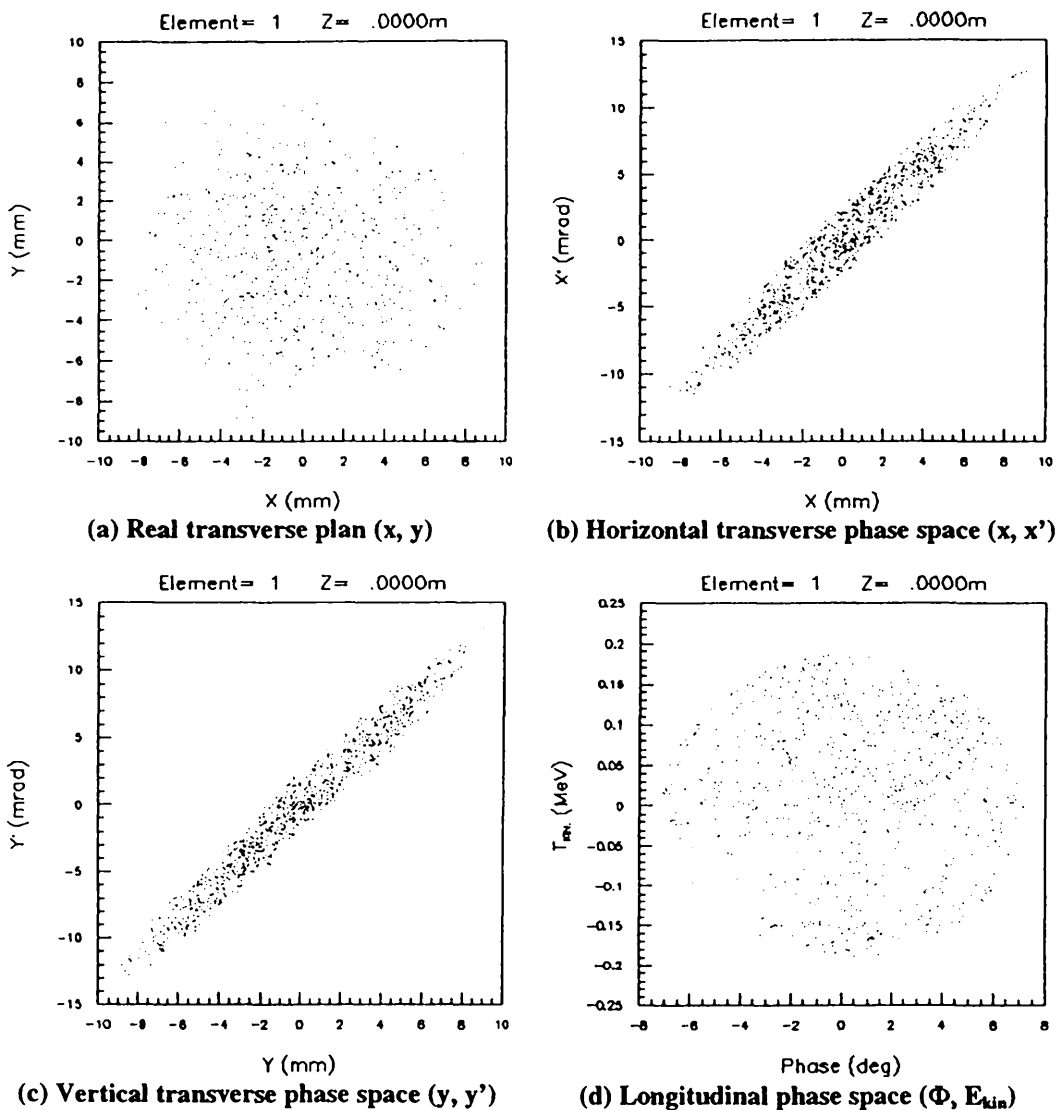 Element= 1 Z= .0000m
10
8
6
4
2
0
-2
-4
-6
-8
-10
Y (mm)
-10 -8 -6 -4 -2 0 2 4 6 8 10
X (mm)
(a) Real transverse plan (x, y)
Element= 1 Z= .0000m
15
10
5
0
-5
-10
-15
X' (mrad)
-10 -8 -6 -4 -2 0 2 4 6 8 10
X (mm)
(b) Horizontal transverse phase space (x, x')
Element= 1 Z= .0000m
15
10
5
0
-5
-10
-15
Y' (mrad)
-10 -8 -6 -4 -2 0 2 4 6 8 10
Y (mm)
(c) Vertical transverse phase space (y, y')
Element= 1 Z= .0000m
0.25
0.2
0.15
0.1
0.05
0
-0.05
-0.1
-0.15
-0.2
-0.25
T (MeV)
-8 -6 -4 -2 0 2 4 6 8
Phase (deg)
(d) Longitudinal phase space (Φ, Ekin)